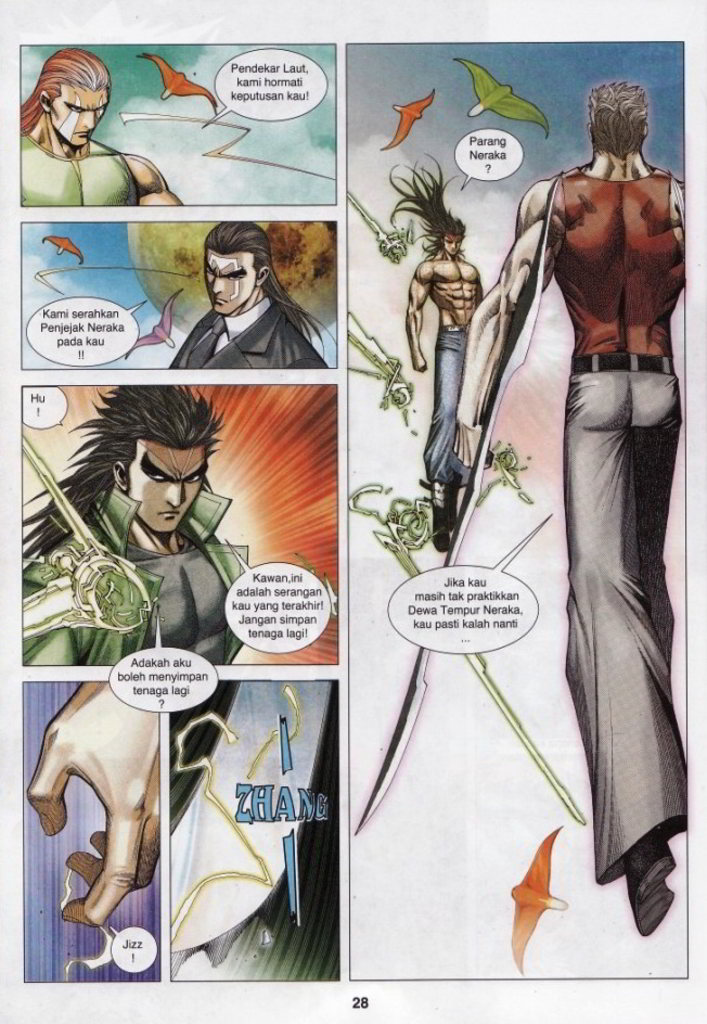 Pendekar Laut,
kami hormati
keputusan kau!
Kami serahkan
Penjejak Neraka
pada kau
!!
Hu
!
Kawan,ini
adalah serangan
kau yang terakhir!
Jangan simpan
tenaga lagi!
Adakah aku
boleh menyimpan
tenaga lagi
?
Jizz
!
ZHANG
Parang
Neraka
?
Jika kau
masih tak praktikkan
Dewa Tempur Neraka,
kau pasti kalah nanti
...
28